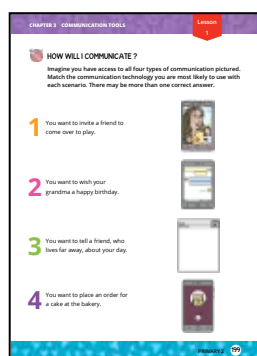 CHAPTER 3 COMMUNICATION TOOLS
Lesson
1
HOW WILL I COMMUNICATE ?
Imagine you have access to all four types of communication pictured.
Match the communication technology you are most likely to use with
each scenario. There may be more than one correct answer.
1 You want to invite a friend to
come over to play.
2 You want to wish your
grandma a happy birthday.
3 You want to tell a friend, who
lives far away, about your day.
4 You want to place an order for
a cake at the bakery.
PRIMARY 2 199